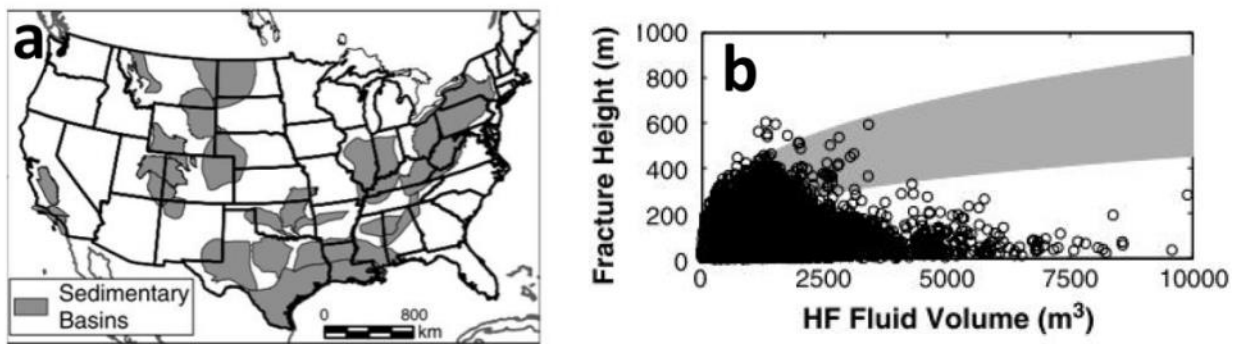 a
Sedimentary
Basins
0 800
km
b
Fracture Height (m)
1000
800
600
400
200
0
0 2500 5000 7500 10000
HF Fluid Volume (m³)